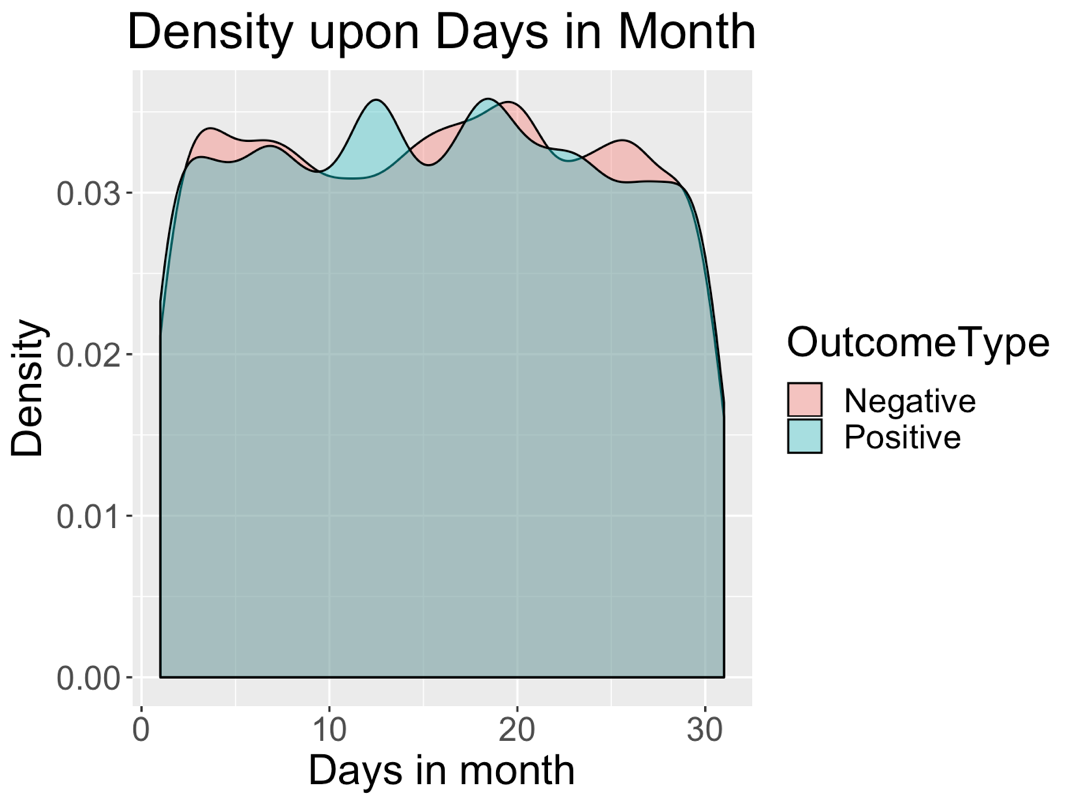 Density upon Days in Month
Density
0.03
0.02
0.01
0.00
0 10 20 30
Days in month
OutcomeType
Negative
Positive